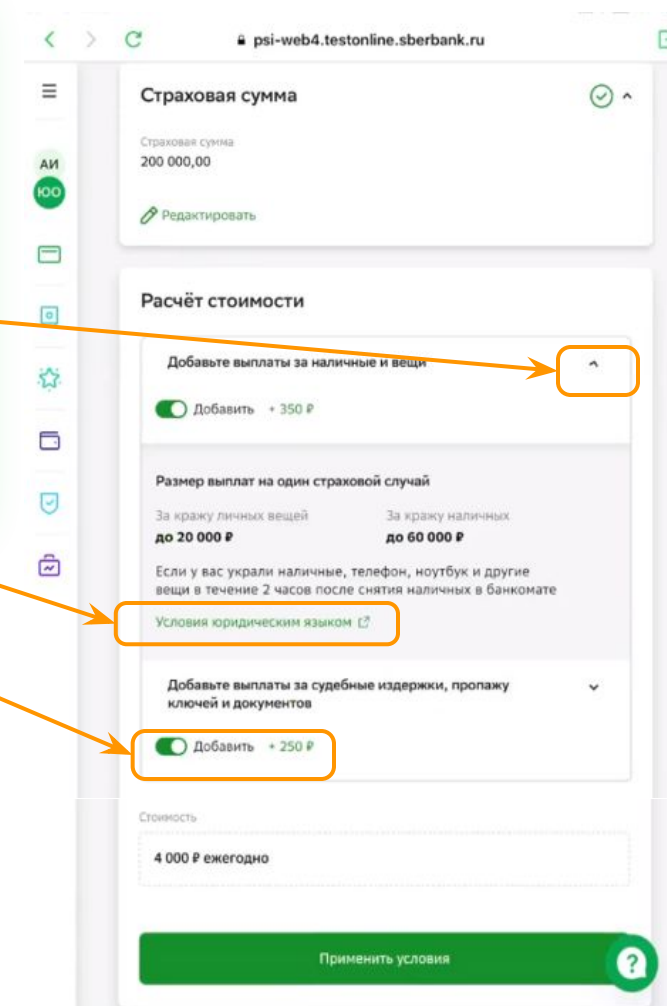 psi-web4.testonline.sberbank.ru
Страховая сумма
Страховая сумма
200 000,00
АИ
ЮО
Редактировать
Расчёт стоимости
Добавьте выплаты за наличные и вещи
Добавить + 350 ₽
Размер выплат на один страховой случай
За кражу личных вещей За кражу наличных
до 20 000 ₽ до 60 000 ₽
Если у вас украли наличные, телефон, ноутбук и другие
вещи в течение 2 часов после снятия наличных в банкомате
Условия юридическим языком
Добавьте выплаты за судебные издержки, пропажу
ключей и документов
Добавить + 250 ₽
Стоимость
4 000 ₽ ежегодно
Применить условия
?